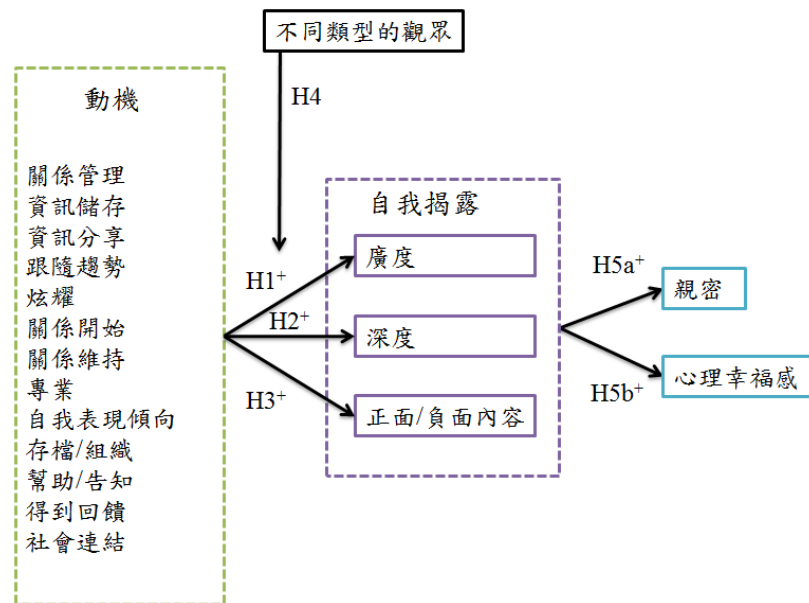 不同類型的觀眾
H4
動機
關係管理
資訊儲存
資訊分享
跟隨趨勢
炫耀
關係開始
關係維持
專業
自我表現傾向
存檔/組織
幫助/告知
得到回饋
社會連結
H1+
H2+
H3+
自我揭露
廣度
深度
正面/負面內容
H5a+
H5b+
親密
心理幸福感